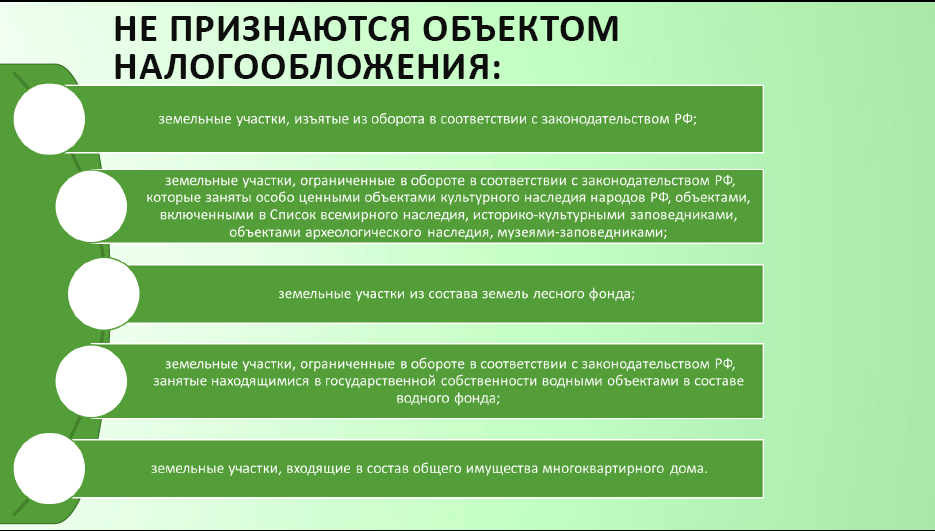 НЕ ПРИЗНАЮТСЯ ОБЪЕКТОМ
НАЛОГООБЛОЖЕНИЯ:
земельные участки, изъятые из оборота в соответствии с законодательством РФ;
земельные участки, ограниченные в обороте в соответствии с законодательством РФ,
которые заняты особо ценными объектами культурного наследия народов РФ, объектами,
включенными в Список всемирного наследия, историко-культурными заповедниками,
объектами археологического наследия, музеями-заповедниками;
земельные участки из состава земель лесного фонда;
земельные участки, ограниченные в обороте в соответствии с законодательством РФ,
занятые находящимися в государственной собственности водными объектами в составе
водного фонда;
земельные участки, входящие в состав общего имущества многоквартирного дома.